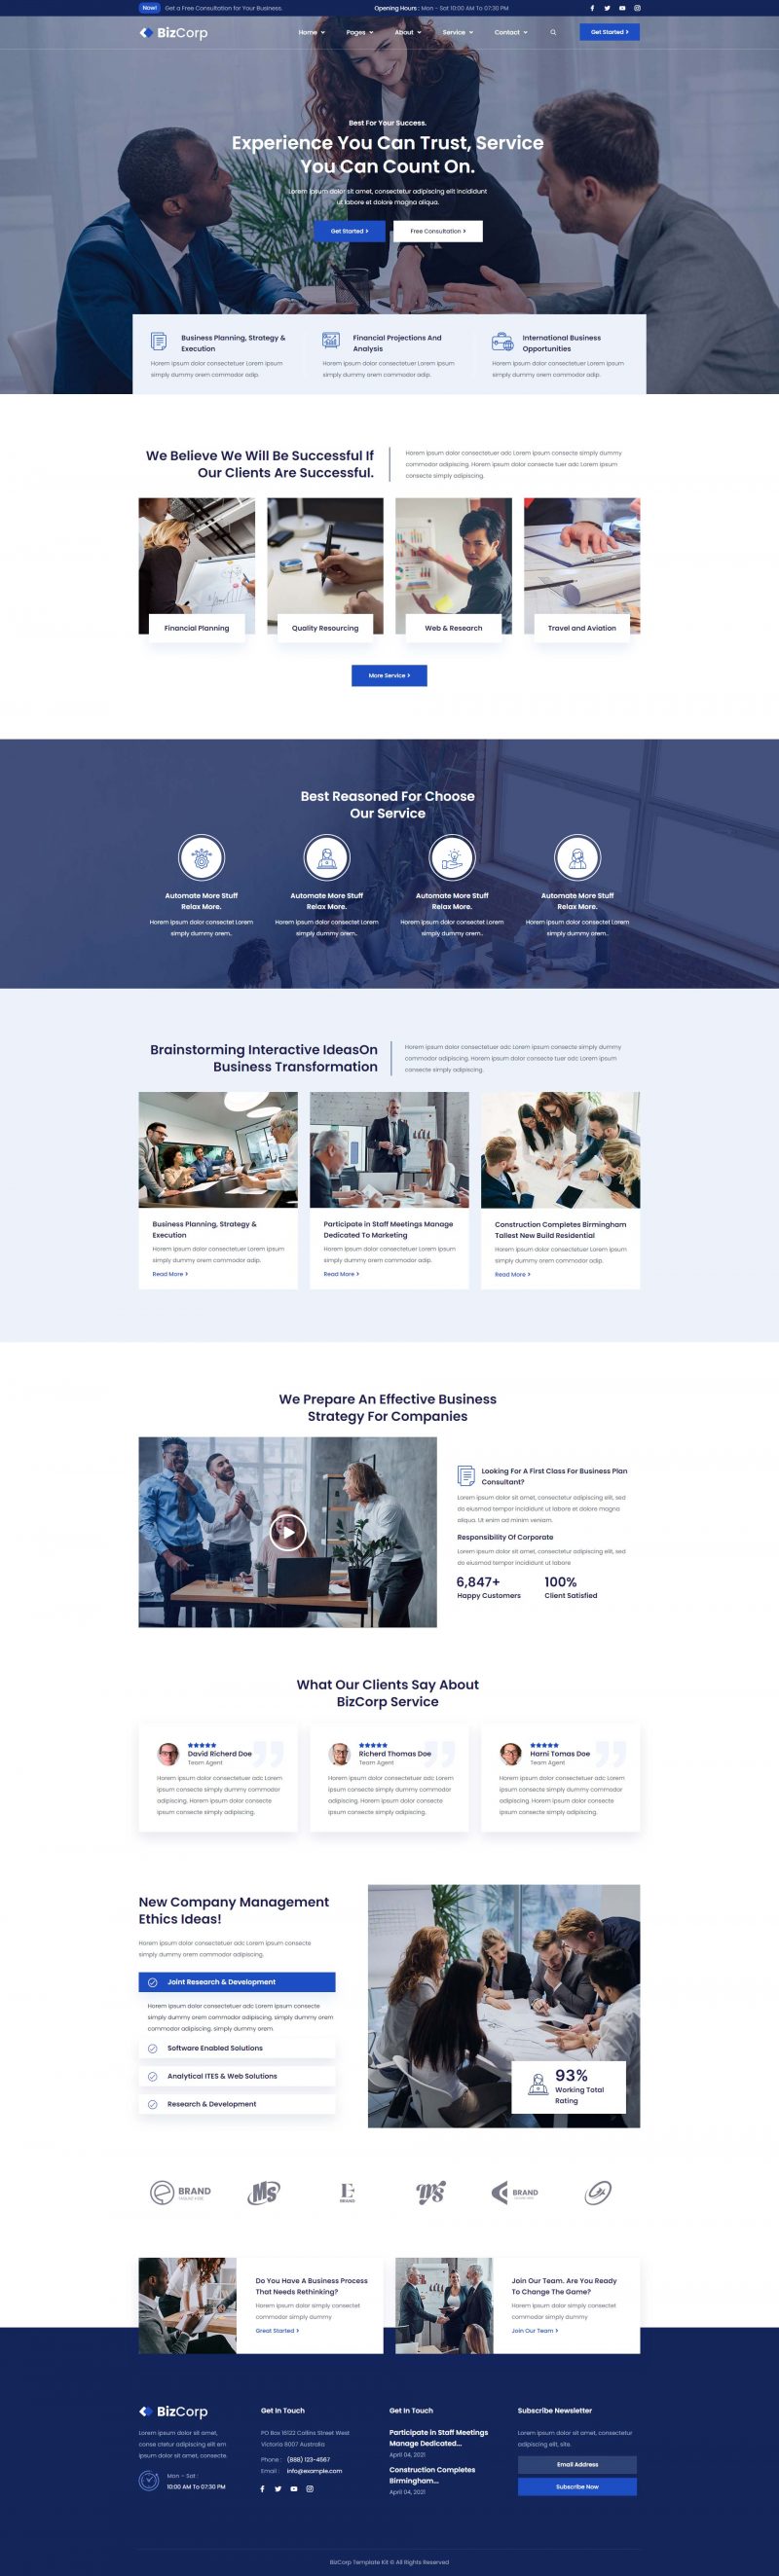 Now! Get a Free Consultation for Your Business.
Opening Hours : Mon - Sat 10:00 AM To 07:30 PM
BizCorp
Home
Pages
About
Service
Contact
Get Started
Best For Your Success.
Experience You Can Trust, Service
You Can Count On.
Lorem ipsum dolor sit amet, consectetur adipiscing elit incididunt
ut labore et dolore magna aliqua.
Get Started
Free Consultation
Business Planning, Strategy &
Execution
Horem ipsum dolor consectetuer Lorem ipsum
simply dummy orem commodor adip.
Financial Projections And
Analysis
Horem ipsum dolor consectetuer Lorem ipsum
simply dummy orem commodor adip.
International Business
Opportunities
Horem ipsum dolor consectetuer Lorem ipsum
simply dummy orem commodor adip.
We Believe We Will Be Successful If
Our Clients Are Successful.
Horem ipsum dolor consectetuer adc Lorem ipsum consecte simply dummy
commodor adipiscing. Horem ipsum dolor consecte tuer adc Lorem ipsum
consecte simply adipiscing.
Financial Planning
Quality Resourcing
Web & Research
Travel and Aviation
More Service
Best Reasoned For Choose
Our Service
Automate More Stuff
Relax More.
Horem ipsum dolor consectet Lorem
simply dummy orem..
Automate More Stuff
Relax More.
Horem ipsum dolor consectet Lorem
simply dummy orem..
Automate More Stuff
Relax More.
Horem ipsum dolor consectet Lorem
simply dummy orem..
Automate More Stuff
Relax More.
Horem ipsum dolor consectet Lorem
simply dummy orem..
Brainstorming Interactive IdeasOn
Business Transformation
Horem ipsum dolor consectetuer adc Lorem ipsum consecte simply dummy
commodor adipiscing. Horem ipsum dolor consecte tuer adc Lorem ipsum
consecte simply adipiscing.
Business Planning, Strategy &
Execution
Horem ipsum dolor consectetuer Lorem ipsum
simply dummy orem commodor adip.
Read More
Participate in Staff Meetings Manage
Dedicated To Marketing
Horem ipsum dolor consectetuer Lorem ipsum
simply dummy orem commodor adip.
Read More
Construction Completes Birmingham
Tallest New Build Residential
Horem ipsum dolor consectetuer Lorem ipsum
simply dummy orem commodor adip.
Read More
We Prepare An Effective Business
Strategy For Companies
Looking For A First Class For Business Plan
Consultant?
Lorem ipsum dolor sit amet, consectetur adipiscing elit, sed
do eiusmod tempor incididunt ut labore et dolore magna
aliqua. Ut enim ad minim veniam.
Responsibility Of Corporate
Lorem ipsum dolor sit amet, consectetur adipiscing elit, sed
do eiusmod tempor incididunt ut labore
6,847+
Happy Customers
100%
Client Satisfied
What Our Clients Say About
BizCorp Service
David Richerd Doe
Team Agent
Horem ipsum dolor consectetuer adc Lorem
ipsum consecte simply dummy commodor
adipiscing. Horem ipsum dolor consecte
ipsum consecte simply adipiscing.
Richerd Thomas Doe
Team Agent
Horem ipsum dolor consectetuer adc Lorem
ipsum consecte simply dummy commodor
adipiscing. Horem ipsum dolor consecte
ipsum consecte simply adipiscing.
Harni Tomas Doe
Team Agent
Horem ipsum dolor consectetuer adc Lorem
ipsum consecte simply dummy commodor
adipiscing. Horem ipsum dolor consecte
ipsum consecte simply adipiscing.
New Company Management
Ethics Ideas!
Horem ipsum dolor consectetuer adc Lorem ipsum consecte
simply dummy orem commodor adipiscing.
Joint Research & Development
Horem ipsum dolor consectetuer adc Lorem ipsum consecte
simply dummy orem commodor adipiscing, simply dummy orem
commodor adipiscing, simply dummy orem
Software Enabled Solutions
Analytical ITES & Web Solutions
Research & Development
93%
Working Total
Rating
BRAND
MS
E
BRAND
BRAND
Do You Have A Business Process
That Needs Rethinking?
Horem ipsum dolor simply consectet
commodor simply dummy
Great Started
Join Our Team. Are You Ready
To Change The Game?
Horem ipsum dolor simply consectet
commodor simply dummy
Join Our Team
BizCorp
Lorem ipsum dolor sit amet,
conse ctetur adipiscing elit em
ipsum dolor sit amet, consecte.
Mon - Sat :
10:00 AM To 07:30 PM
Get In Touch
PO Box 16122 Collins Street West
Victoria 8007 Australia
Phone : (888) 123-4567
Email : info@example.com
Get In Touch
Participate in Staff Meetings
Manage Dedicated...
April 04, 2021
Construction Completes
Birmingham...
April 04, 2021
Subscribe Newsletter
Lorem ipsum dolor sit amet, consectetur
adipiscing elit, site.
Email Address
Subscribe Now
BizCorp Template Kit © All Rights Reserved